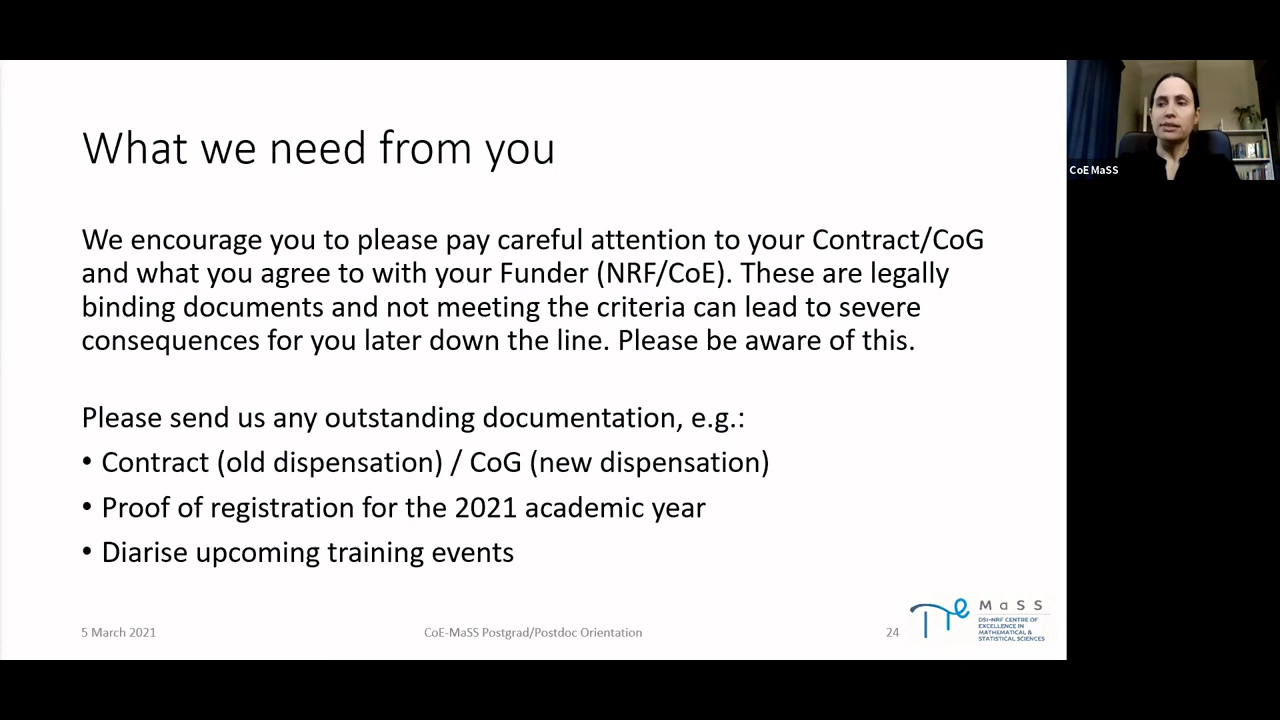 What we need from you
We encourage you to please pay careful attention to your Contract/CoG
and what you agree to with your Funder (NRF/CoE). These are legally
binding documents and not meeting the criteria can lead to severe
consequences for you later down the line. Please be aware of this.
Please send us any outstanding documentation, e.g.:
• Contract (old dispensation) / CoG (new dispensation)
• Proof of registration for the 2021 academic year
• Diarise upcoming training events
5 March 2021
CoE-MaSS Postgrad/Postdoc Orientation
24
MaSS
DSI-NRF CENTRE OF
EXCELLENCE IN
MATHEMATICAL &
STATISTICAL SCIENCES
CoE MaSS